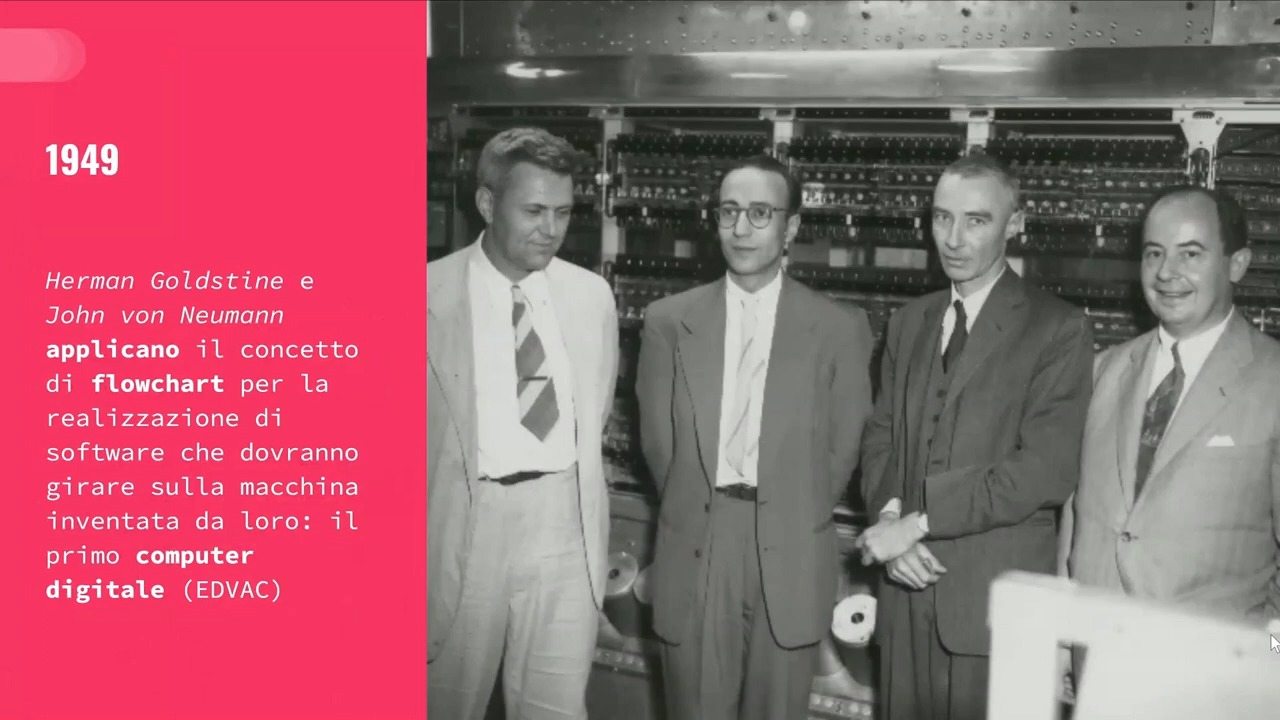 1949
Herman Goldstine e
John von Neumann
applicano il concetto
di flowchart per la
realizzazione di
software che dovranno
girare sulla macchina
inventata da loro: il
primo computer
digitale (EDVAC)